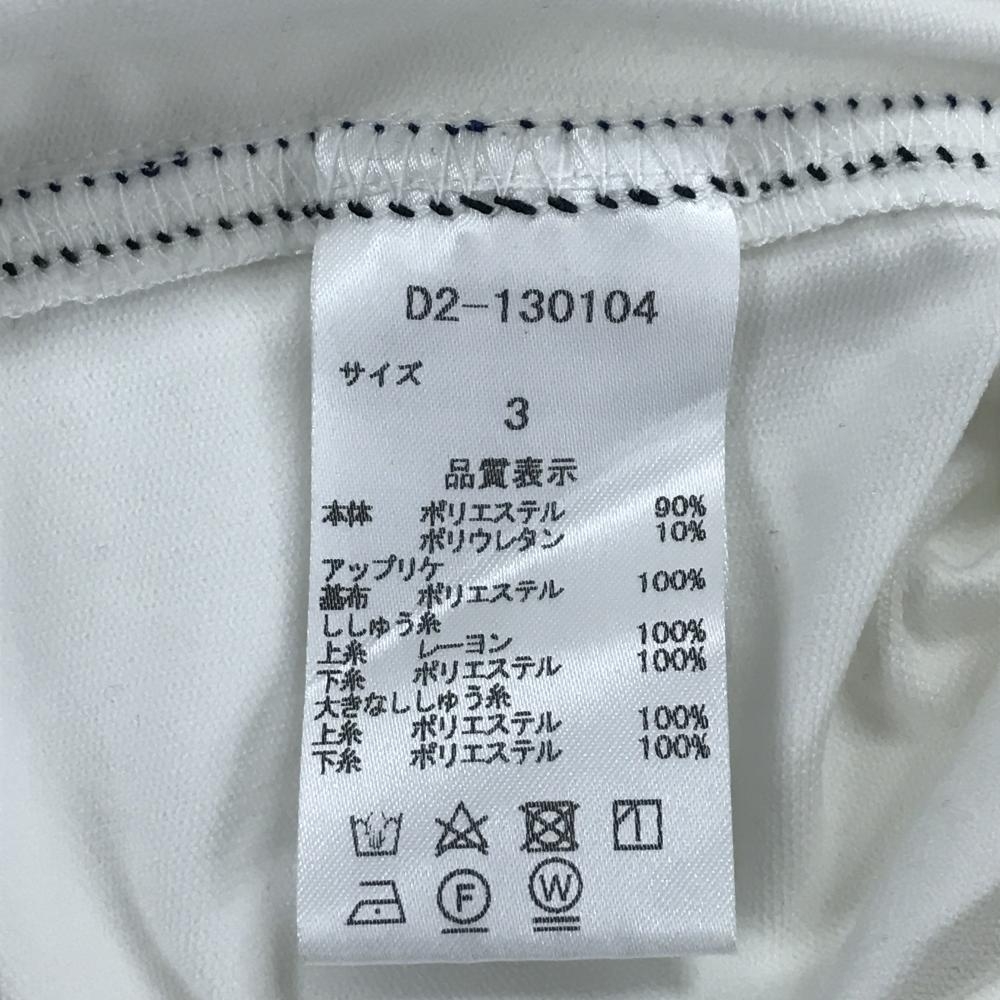 D2-130104
サイズ
3
品質表示
本体 ポリエステル 90%
ポリウレタン 10%
アップリケ
基布 ポリエステル 100%
ししゅう糸
上糸 レーヨン 100%
下糸 ポリエステル 100%
大きなししゅう糸
上糸 ポリエステル 100%
下糸 ポリエステル 100%
F W